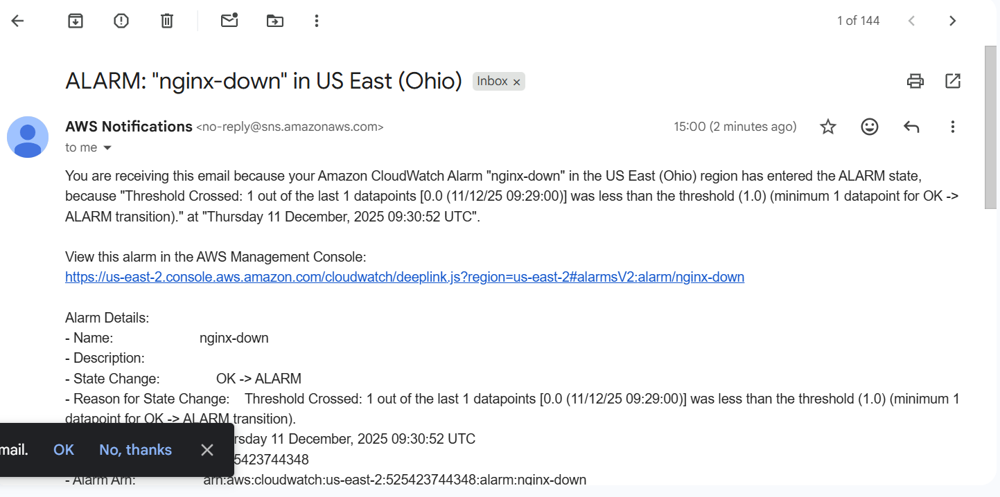 1 of 144
ALARM: "nginx-down" in US East (Ohio) Inbox ×
AWS Notifications <no-reply@sns.amazonaws.com> 15:00 (2 minutes ago)
to me
You are receiving this email because your Amazon CloudWatch Alarm "nginx-down" in the US East (Ohio) region has entered the ALARM state,
because "Threshold Crossed: 1 out of the last 1 datapoints [0.0 (11/12/25 09:29:00)] was less than the threshold (1.0) (minimum 1 datapoint for OK ->
ALARM transition)." at "Thursday 11 December, 2025 09:30:52 UTC".
View this alarm in the AWS Management Console:
https://us-east-2.console.aws.amazon.com/cloudwatch/deeplink.js?region=us-east-2#alarmsV2:alarm/nginx-down
Alarm Details:
- Name: nginx-down
- Description:
- State Change: OK -> ALARM
- Reason for State Change: Threshold Crossed: 1 out of the last 1 datapoints [0.0 (11/12/25 09:29:00)] was less than the threshold (1.0) (minimum 1
datapoint for OK -> ALARM transition).
rsday 11 December, 2025 09:30:52 UTC
mail. OK No, thanks
5423744348
- Alarm Arn: arn:aws:cloudwatch:us-east-2:525423744348:alarm:nginx-down